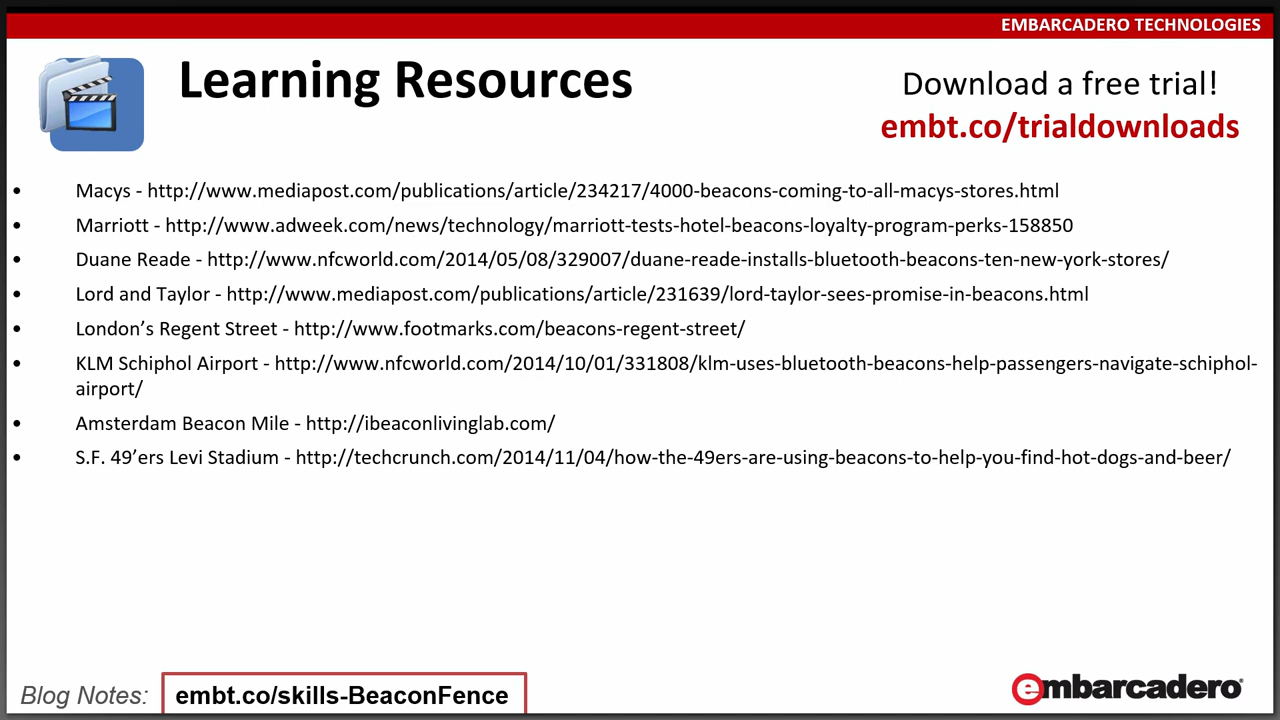 EMBARCADERO TECHNOLOGIES
Learning Resources
Download a free trial!
embt.co/trialdownloads
• Macys - http://www.mediapost.com/publications/article/234217/4000-beacons-coming-to-all-macys-stores.html
• Marriott - http://www.adweek.com/news/technology/marriott-tests-hotel-beacons-loyalty-program-perks-158850
• Duane Reade - http://www.nfcworld.com/2014/05/08/329007/duane-reade-installs-bluetooth-beacons-ten-new-york-stores/
• Lord and Taylor - http://www.mediapost.com/publications/article/231639/lord-taylor-sees-promise-in-beacons.html
• London’s Regent Street - http://www.footmarks.com/beacons-regent-street/
• KLM Schiphol Airport - http://www.nfcworld.com/2014/10/01/331808/klm-uses-bluetooth-beacons-help-passengers-navigate-schiphol-
airport/
• Amsterdam Beacon Mile - http://ibeaconlivinglab.com/
• S.F. 49’ers Levi Stadium - http://techcrunch.com/2014/11/04/how-the-49ers-are-using-beacons-to-help-you-find-hot-dogs-and-beer/
Blog Notes: embt.co/skills-BeaconFence
embarcadero®